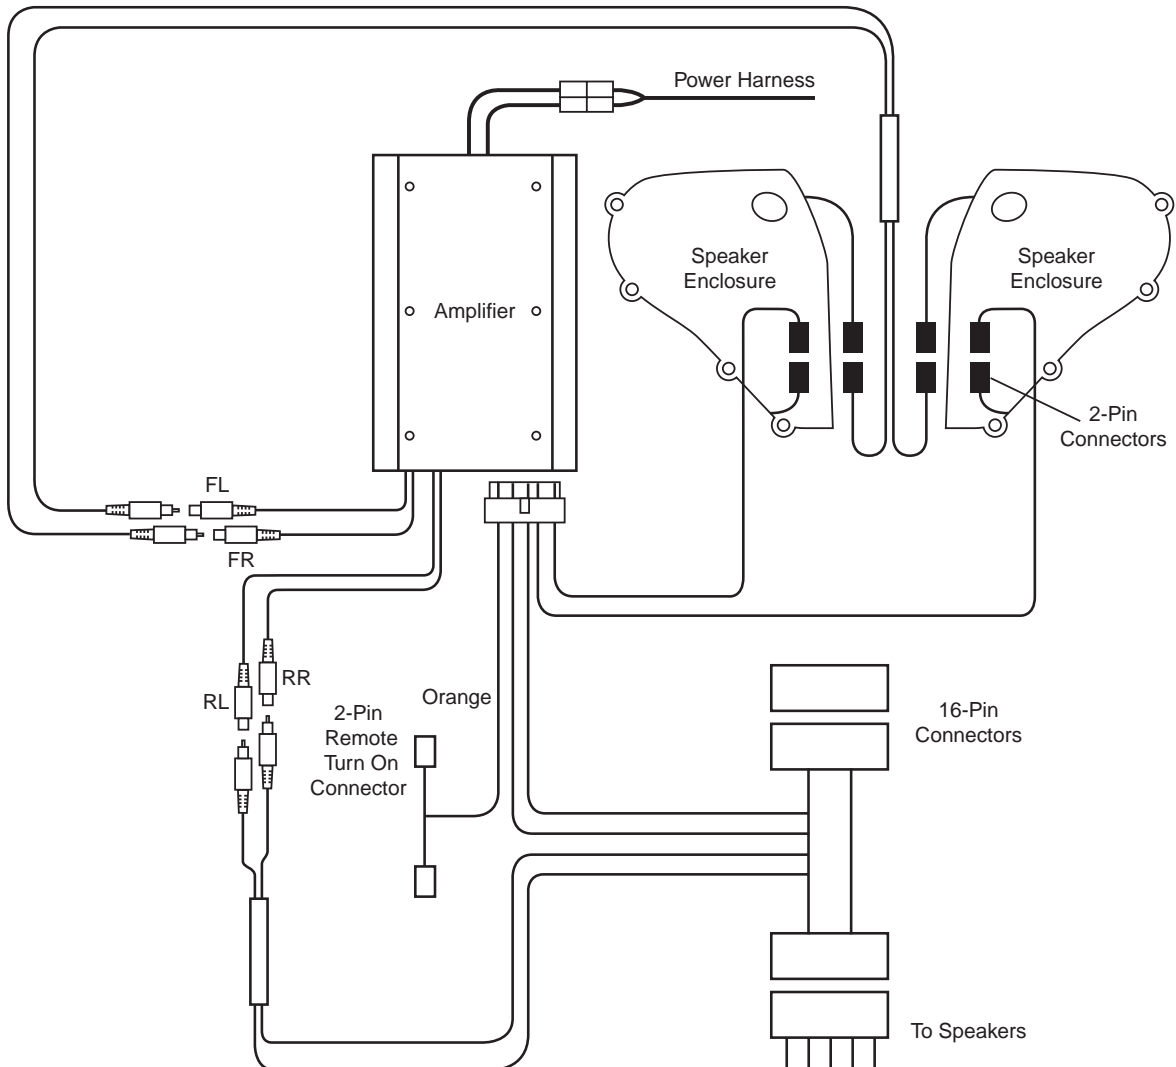 Power Harness
Speaker
Enclosure
Speaker
Enclosure
Amplifier
2-Pin
Connectors
FL
FR
RR
RL
Orange
2-Pin
Remote
Turn On
Connector
16-Pin
Connectors
To Speakers